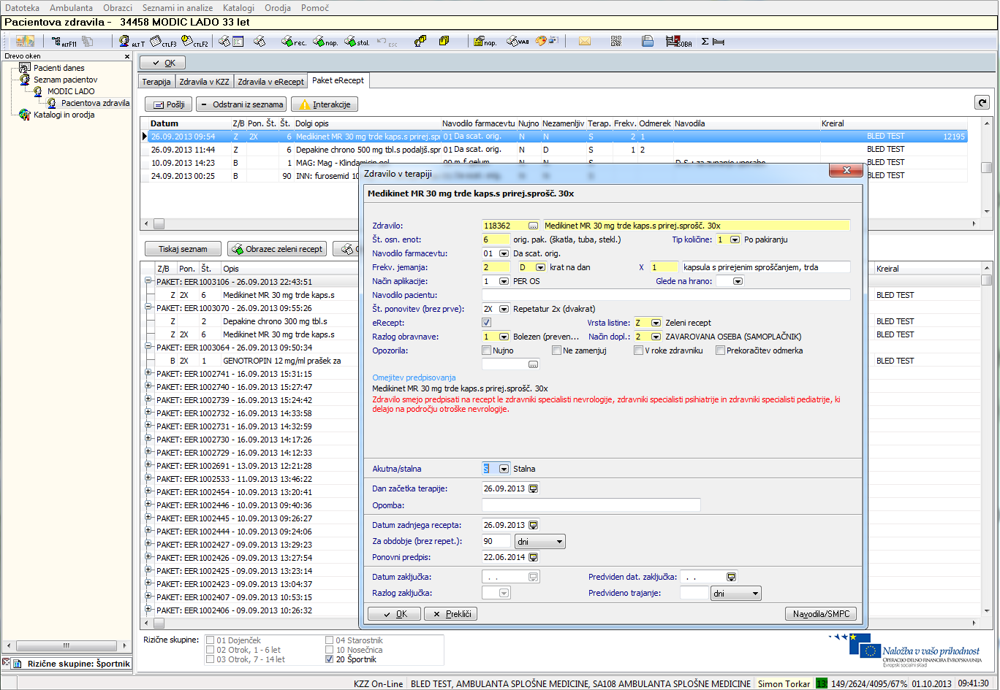 Datoteka Ambulanta Obrazci Seznami in analize Katalogi Orodja Pomoč
Pacientova zdravila - 34458 MODIC LADO 33 let
ALTF11 ALT T CTLF3 CTLF2 rec. nap. stal. ESC nap. VAB SOBA
Drevo oken x
Pacienti danes
Seznam pacientov
MODIC LADO
Pacientova zdravila
Katalogi in orodja
OK
Terapija Zdravila v KZZ Zdravila v eRecept Paket eRecept
Pošlji Odstrani iz seznama Interakcije
Datum Z/B Pon. Št. Št. Dolgi opis Navodilo farmacevtu Nujno Nezamenljiv Terap. Frekv. Odmerek Navodila Kreiral
26.09.2013 09:54 Z 2X 6 Medikinet MR 30 mg trde kaps.s prirej.spr 01 Da scat. orig. N N S 2 1 BLED TEST 12195
26.09.2013 11:44 Z 6 Depakine chrono 500 mg tbl.s podaljš.spr 01 Da scat. orig. N D S 1 2 BLED TEST
10.09.2013 14:23 B 1 MAG: Mag - Klindamicin gel 00 m.f.gelum N N S D.S.: za zunanjo uporabo BLED TEST
24.09.2013 00:25 B 90 INN: furosemid 10 BLED TEST
Tiskaj seznam Obrazec zeleni recept
Z/B Pon. Št. Opis Kreiral
PAKET: EER1003106 - 26.09.2013 22:43:51
Z 2X 6 Medikinet MR 30 mg trde kaps.s BLED TEST
PAKET: EER1003070 - 26.09.2013 09:55:26
Z 2 Depakine chrono 300 mg tbl.s BLED TEST
Z 2X 6 Medikinet MR 30 mg trde kaps.s BLED TEST
PAKET: EER1003064 - 26.09.2013 09:50:34
B 2X 1 GENOTROPIN 12 mg/ml prašek za BLED TEST
PAKET: EER1002741 - 16.09.2013 15:31:15
PAKET: EER1002740 - 16.09.2013 15:27:47
PAKET: EER1002739 - 16.09.2013 15:24:42
PAKET: EER1002732 - 16.09.2013 14:33:58
PAKET: EER1002731 - 16.09.2013 14:32:59
PAKET: EER1002730 - 16.09.2013 14:17:26
PAKET: EER1002729 - 16.09.2013 14:12:33
PAKET: EER1002691 - 13.09.2013 12:21:28
PAKET: EER1002533 - 11.09.2013 13:46:22
PAKET: EER1002454 - 10.09.2013 13:20:41
PAKET: EER1002446 - 10.09.2013 09:40:36
PAKET: EER1002445 - 10.09.2013 09:26:27
PAKET: EER1002444 - 10.09.2013 09:24:06
PAKET: EER1002427 - 09.09.2013 13:29:23
PAKET: EER1002426 - 09.09.2013 13:27:54
PAKET: EER1002425 - 09.09.2013 13:23:14
PAKET: EER1002423 - 09.09.2013 13:04:37
PAKET: EER1002407 - 09.09.2013 10:53:15
PAKET: EER1002406 - 09.09.2013 10:26:32
Zdravilo v terapiji
Medikinet MR 30 mg trde kaps.s prirej.sprošč. 30x
Zdravilo: 118362 Medikinet MR 30 mg trde kaps.s prirej.sprošč. 30x
Št. osn. enot: 6 orig. pak. (škatla, tuba, stekl.) Tip količine: 1 Po pakiranju
Navodilo farmacevtu: 01 Da scat. orig.
Frekv. jemanja: 2 D krat na dan X 1 kapsula s prirejenim sproščanjem, trda
Način aplikacije: 1 PER OS Glede na hrano:
Navodilo pacientu:
Št. ponovitev (brez prve): 2X Repetatur 2x (dvakrat)
eRecept: Vrsta listine: Z Zeleni recept
Razlog obravnave: 1 Bolezen (preven... Način dopl.: 2 ZAVAROVANA OSEBA (SAMOPLAČNIK)
Opozorila: Nujno Ne zamenjuj V roke zdravniku Prekoračitev odmerka
Omejitev predpisovanja
Medikinet MR 30 mg trde kaps.s prirej.sprošč. 30x
Zdravilo smejo predpisati na recept le zdravniki specialisti nevrologije, zdravniki specialisti psihiatrije in zdravniki specialisti pediatrije, ki
delajo na področju otroške nevrologije.
Akutna/stalna S Stalna
Dan začetka terapije: 26.09.2013
Opomba:
Datum zadnjega recepta: 26.09.2013
Za obdobje (brez repet.): 90 dni
Ponovni predpis: 22.06.2014
Datum zaključka: . . Predviden dat. zaključka: . .
Razlog zaključka: Predvideno trajanje: dni
OK Prekliči Navodila/SMPC
Rizične skupine: 01 Dojenček 04 Starostnik
02 Otrok, 1 - 6 let 10 Nosečnica
03 Otrok, 7 - 14 let 20 Športnik
Naložba v vašo prihodnost
OPERACIJO DELNO FINANCIRA EVROPSKA UNIJA
Evropski socialni sklad
Rizične skupine: Športnik
KZZ On-Line BLED TEST, AMBULANTA SPLOŠNE MEDICINE, SA108 AMBULANTA SPLOŠNE MEDICINE Simon Torkar 13 149/2624/4095/67% 01.10.2013 09:41:30